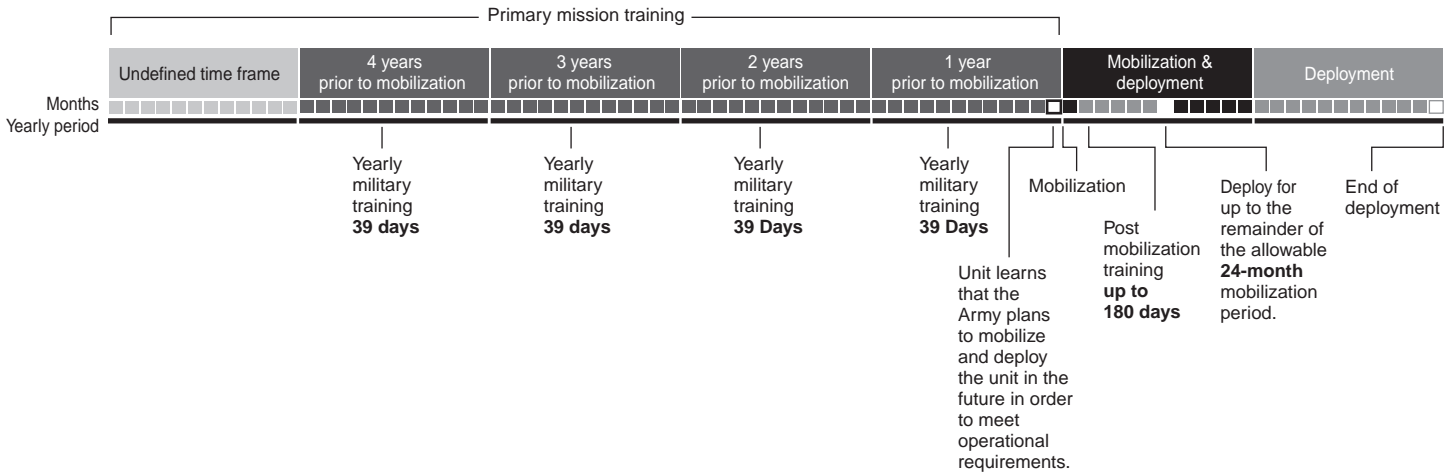 Primary mission training
Undefined time frame
4 years
prior to mobilization
3 years
prior to mobilization
2 years
prior to mobilization
1 year
prior to mobilization
Mobilization &
deployment
Deployment
Months
Yearly period
Yearly
military
training
39 days
Yearly
military
training
39 days
Yearly
military
training
39 Days
Yearly
military
training
39 Days
Unit learns
that the
Army plans
to mobilize
and deploy
the unit in the
future in order
to meet
operational
requirements.
Mobilization
Post
mobilization
training
up to
180 days
Deploy for
up to the
remainder of
the allowable
24-month
mobilization
period.
End of
deployment